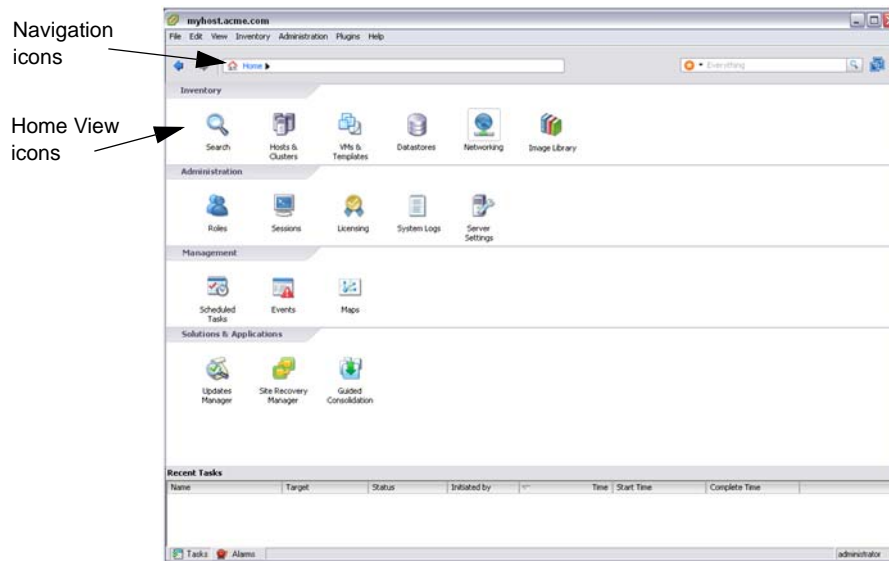 Navigation
icons
Home View
icons
myhost.acme.com
File Edit View Inventory Administration Plugins Help
Home
Everything
Inventory
Search
Hosts &
Clusters
VMs &
Templates
Datastores
Networking
Image Library
Administration
Roles
Sessions
Licensing
System Logs
Server
Settings
Management
Scheduled
Tasks
Events
Maps
Solutions & Applications
Updates
Manager
Site Recovery
Manager
Guided
Consolidation
Recent Tasks
Name Target Status Initiated by Time Start Time Complete Time
Tasks Alarms administrator